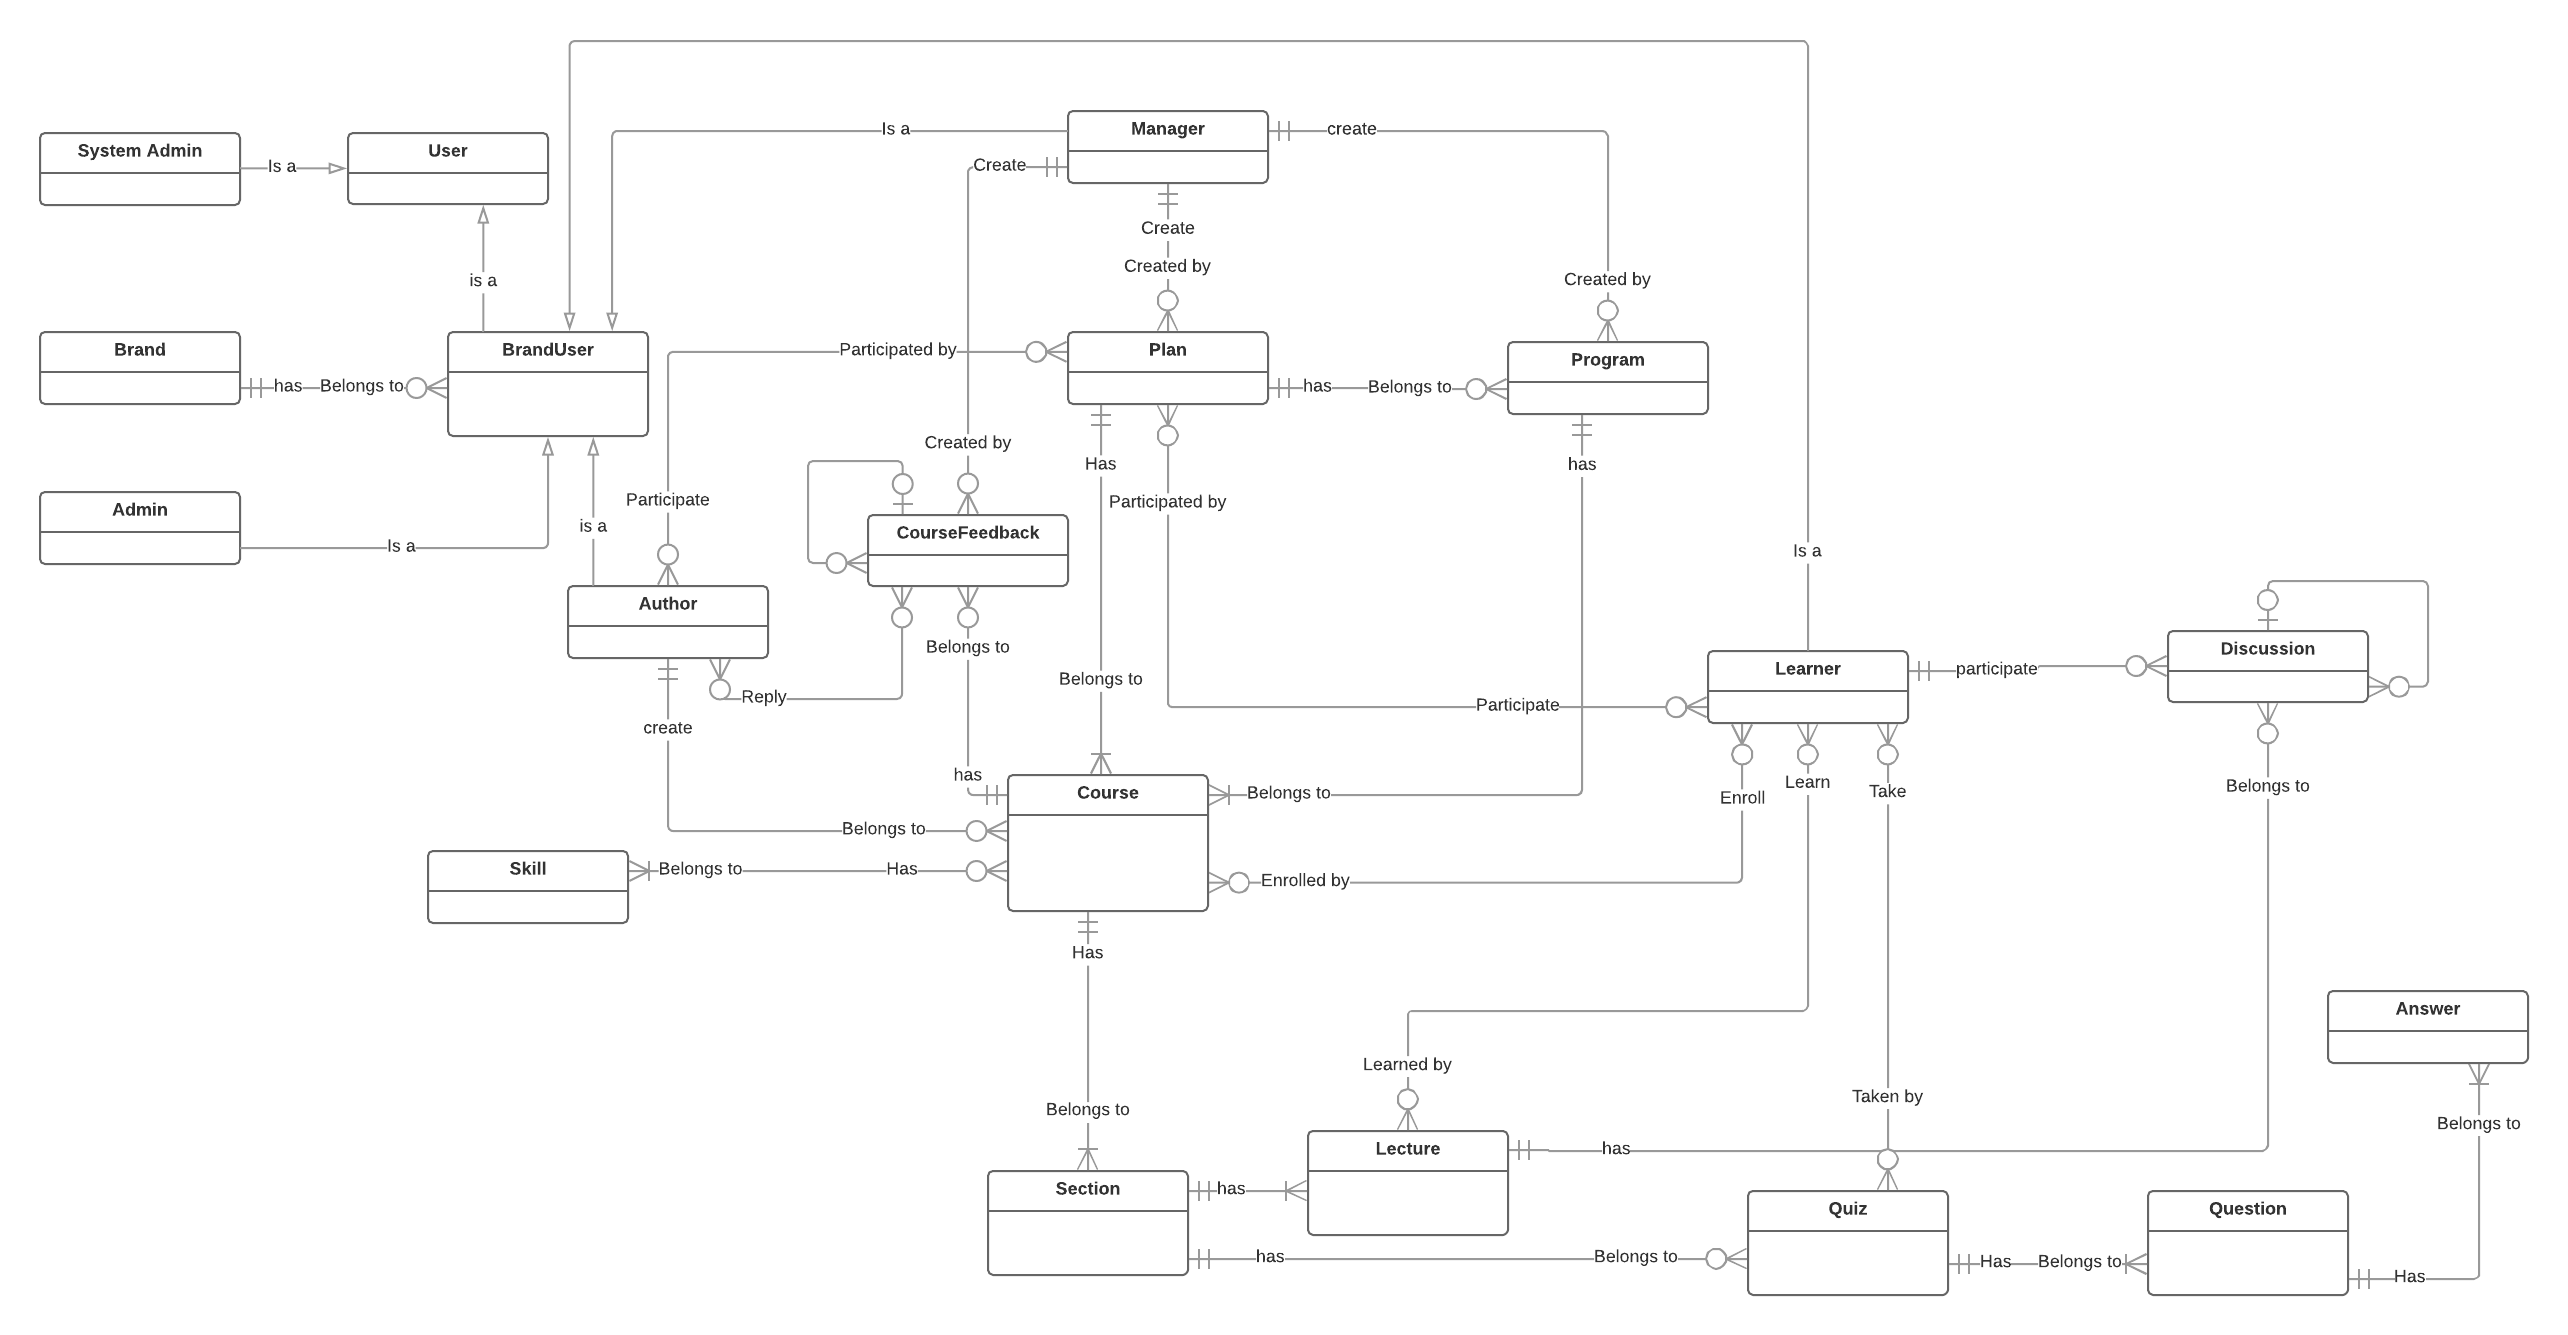 Manager
create
Is a
System Admin
User
Is a
Create
Create
Created by
is a
Created by
Brand
BrandUser
Participated by
Plan
Program
has
Belongs to
has
Belongs to
Created by
Has
has
Participate
Participated by
Admin
Is a
is a
CourseFeedback
Is a
Author
Belongs to
Discussion
Learner
participate
Belongs to
Reply
Participate
create
has
Course
Belongs to
Learn
Enroll
Take
Belongs to
Belongs to
Skill
Belongs to
Has
Enrolled by
Has
Answer
Learned by
Taken by
Belongs to
Belongs to
Lecture
has
Section
has
Quiz
Question
has
Belongs to
Has
Belongs to
Has